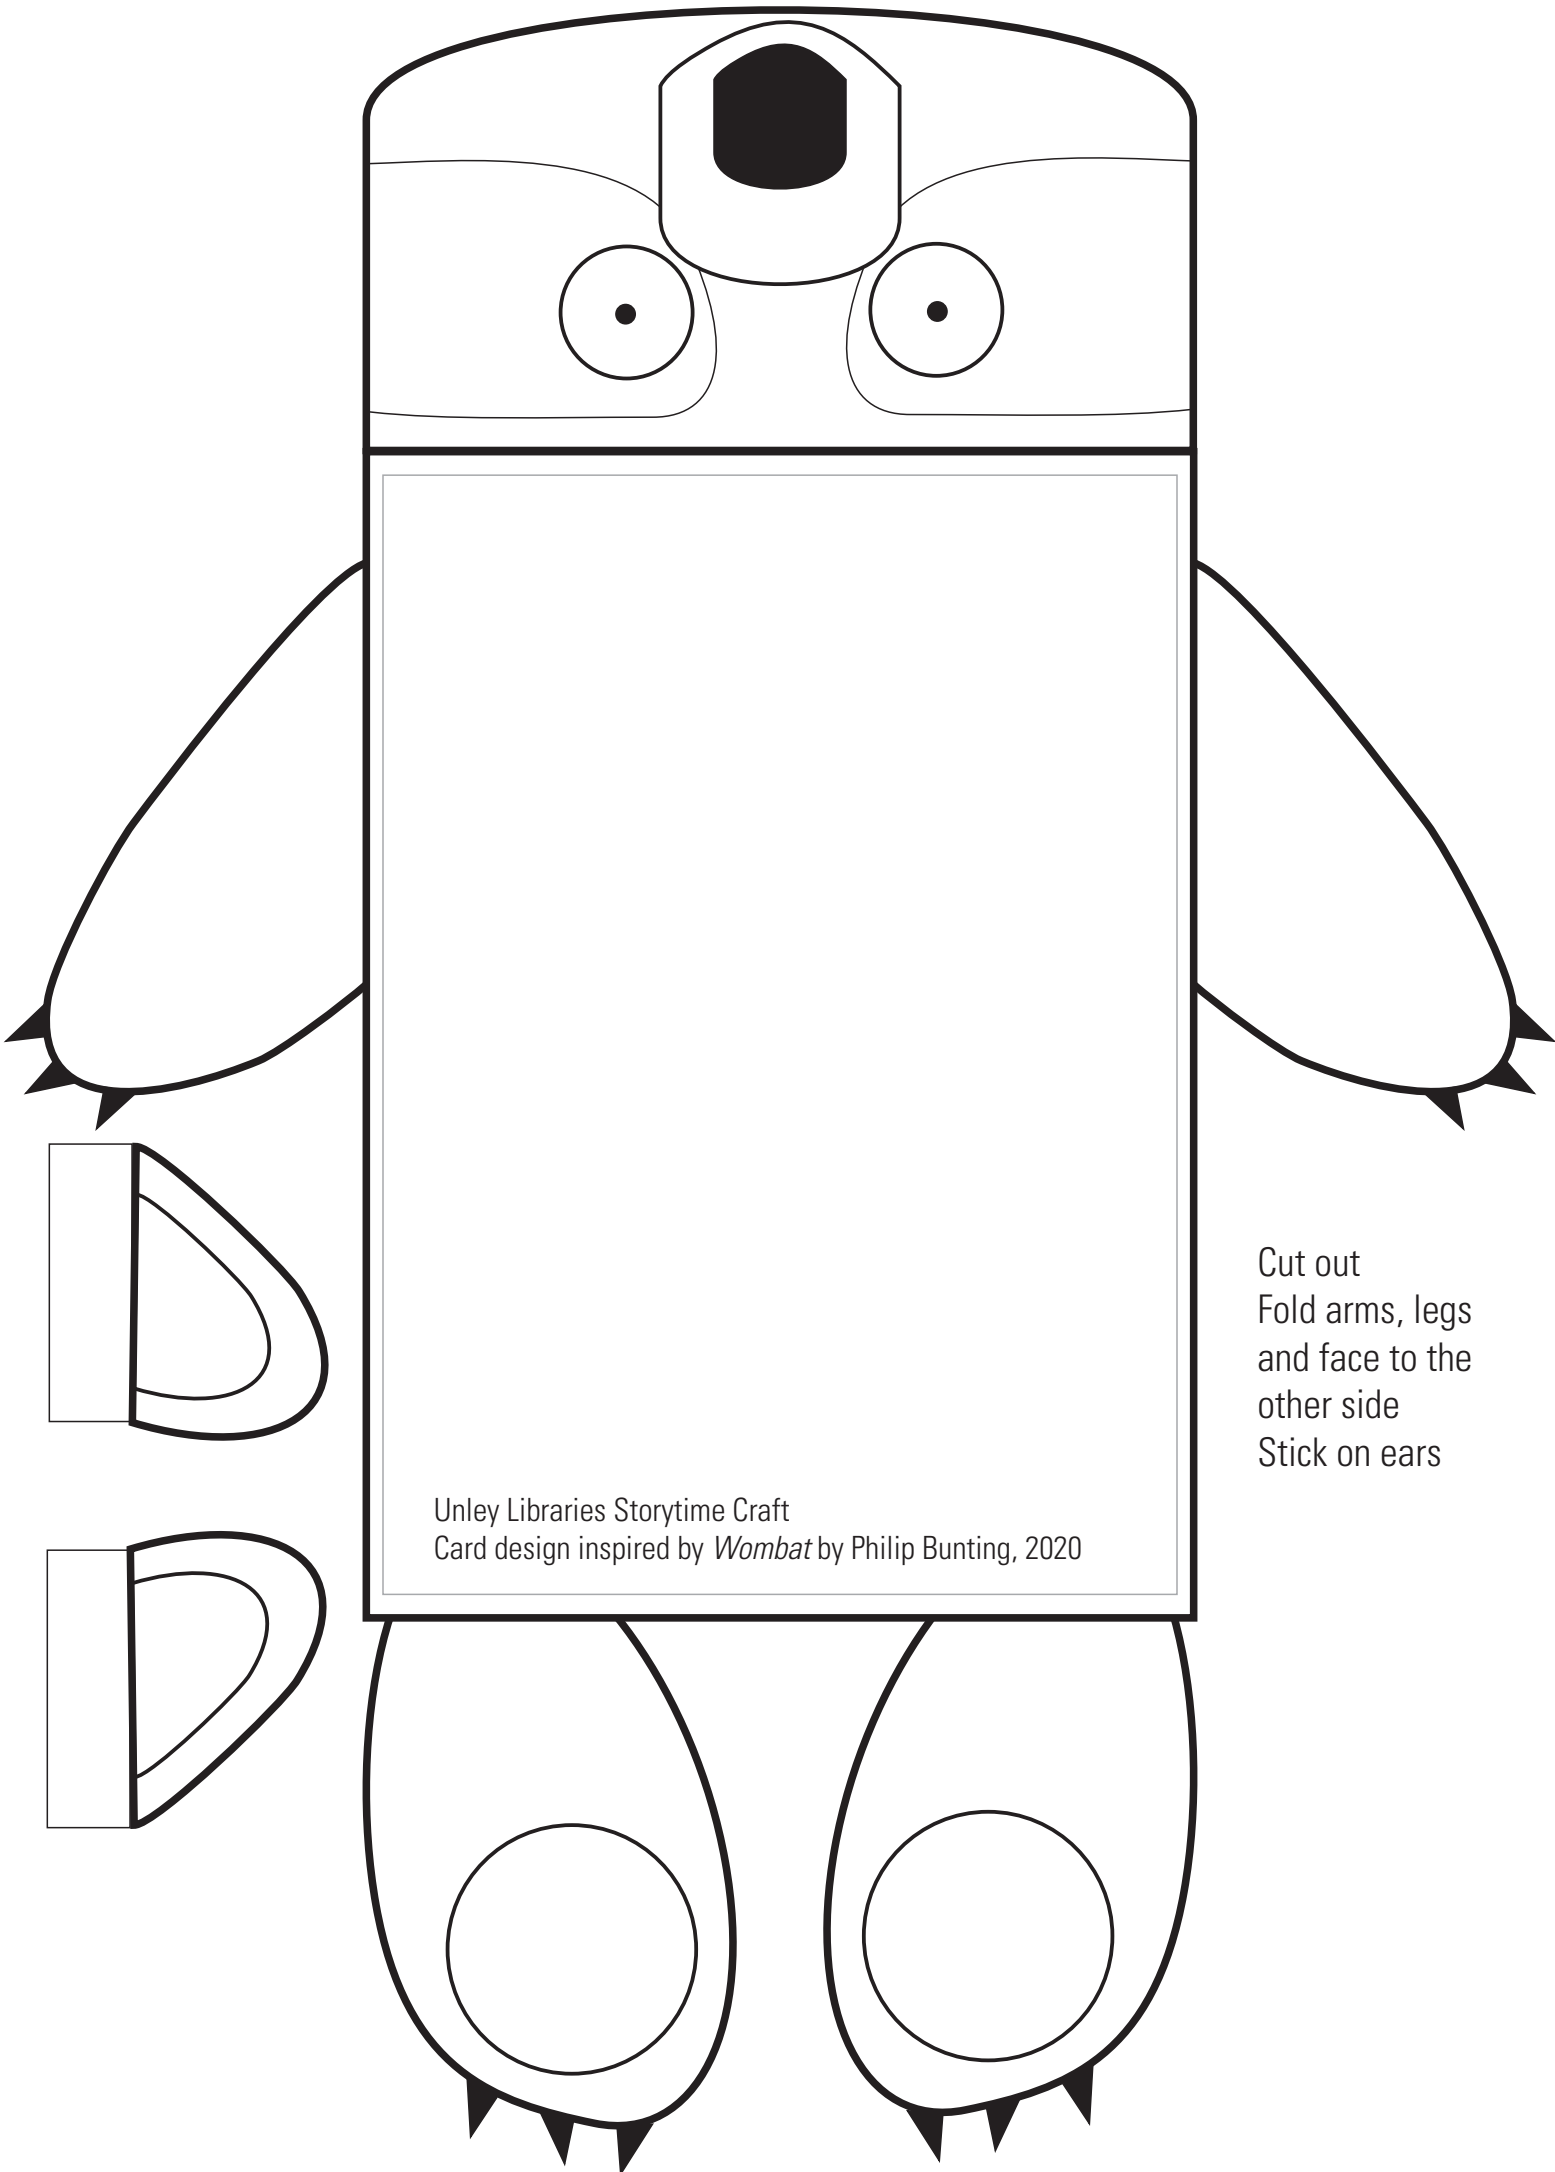 Cut out
Fold arms, legs
and face to the
other side
Stick on ears
Unley Libraries Storytime Craft
Card design inspired by Wombat by Philip Bunting, 2020